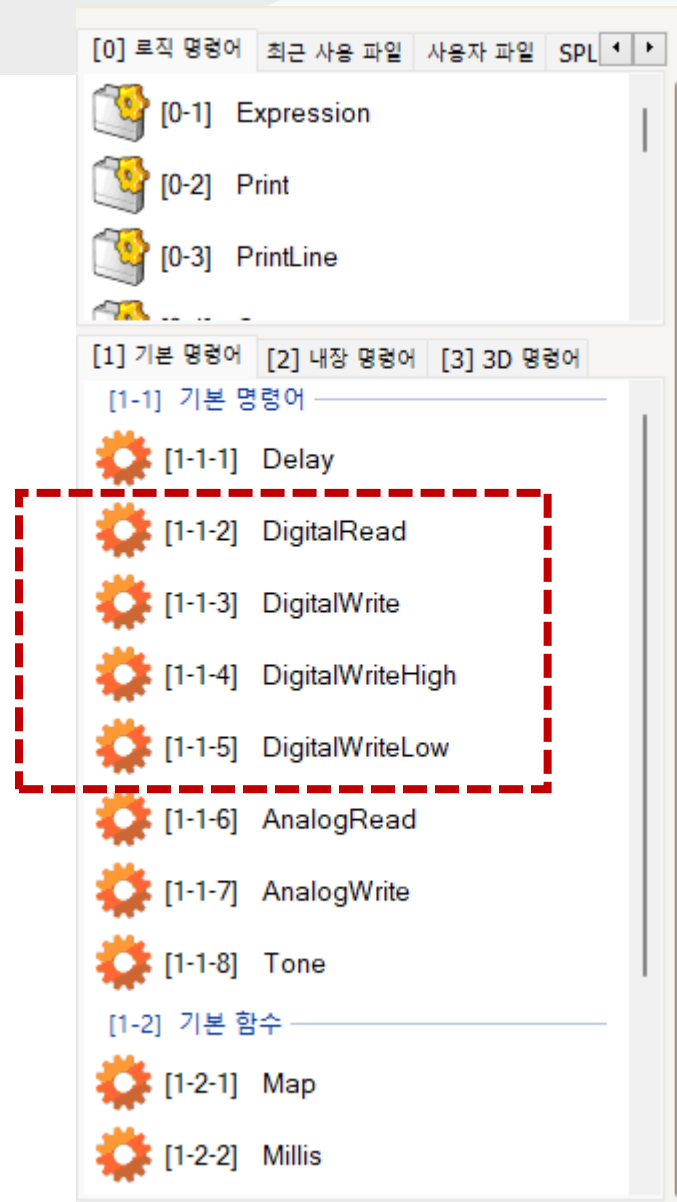 [0] 로직 명령어 최근 사용 파일 사용자 파일 SPL
[0-1] Expression
[0-2] Print
[0-3] PrintLine
[1] 기본 명령어 [2] 내장 명령어 [3] 3D 명령어
[1-1] 기본 명령어
[1-1-1] Delay
[1-1-2] DigitalRead
[1-1-3] DigitalWrite
[1-1-4] DigitalWriteHigh
[1-1-5] DigitalWriteLow
[1-1-6] AnalogRead
[1-1-7] AnalogWrite
[1-1-8] Tone
[1-2] 기본 함수
[1-2-1] Map
[1-2-2] Millis